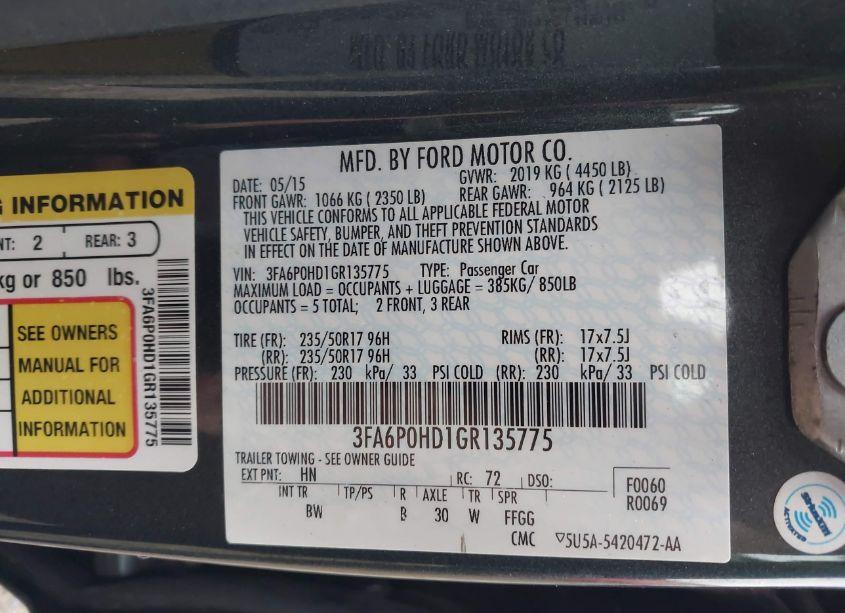 MFD. BY FORD MOTOR CO.
DATE: 05/15 GVWR: 2019 KG ( 4450 LB)
FRONT GAWR: 1066 KG ( 2350 LB) REAR GAWR: 964 KG ( 2125 LB)
THIS VEHICLE CONFORMS TO ALL APPLICABLE FEDERAL MOTOR
VEHICLE SAFETY, BUMPER, AND THEFT PREVENTION STANDARDS
IN EFFECT ON THE DATE OF MANUFACTURE SHOWN ABOVE.
VIN: 3FA6P0HD1GR135775 TYPE: Passenger Car
MAXIMUM LOAD = OCCUPANTS + LUGGAGE = 385KG/ 850LB
OCCUPANTS = 5 TOTAL; 2 FRONT, 3 REAR
TIRE (FR): 235/50R17 96H RIMS (FR): 17x7.5J
(RR): 235/50R17 96H (RR): 17x7.5J
PRESSURE (FR): 230 kPa/ 33 PSI COLD (RR): 230 kPa/ 33 PSI COLD
3FA6P0HD1GR135775
TRAILER TOWING - SEE OWNER GUIDE
EXT PNT: HN RC: 72 DSO: F0060
R0069
INT TR TP/PS R AXLE TR SPR
BW B 30 W FFGG
CMC ▽5U5A-5420472-AA
G INFORMATION
NT: 2 REAR: 3
kg or 850 lbs.
SEE OWNERS
MANUAL FOR
ADDITIONAL
INFORMATION
3FA6P0HD1GR135775
SiriusXM
ACTIVATED